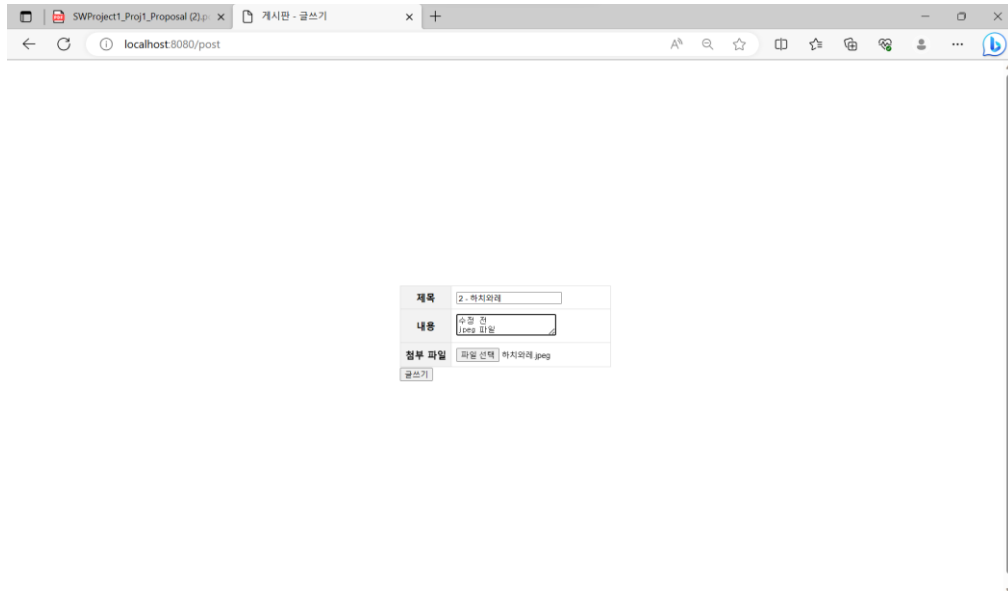 SWProject1_Proj1_Proposal (2).p
게시판 - 글쓰기
localhost:8080/post
제목 2 - 하치와레
내용 수정 전
jpeg 파일
첨부 파일 파일 선택 하치와레.jpeg
글쓰기